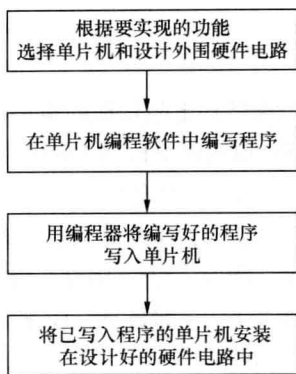 根据要实现的功能
选择单片机和设计外围硬件电路
在单片机编程软件中编写程序
用编程器将编写好的程序
写入单片机
将已写入程序的单片机安装
在设计好的硬件电路中